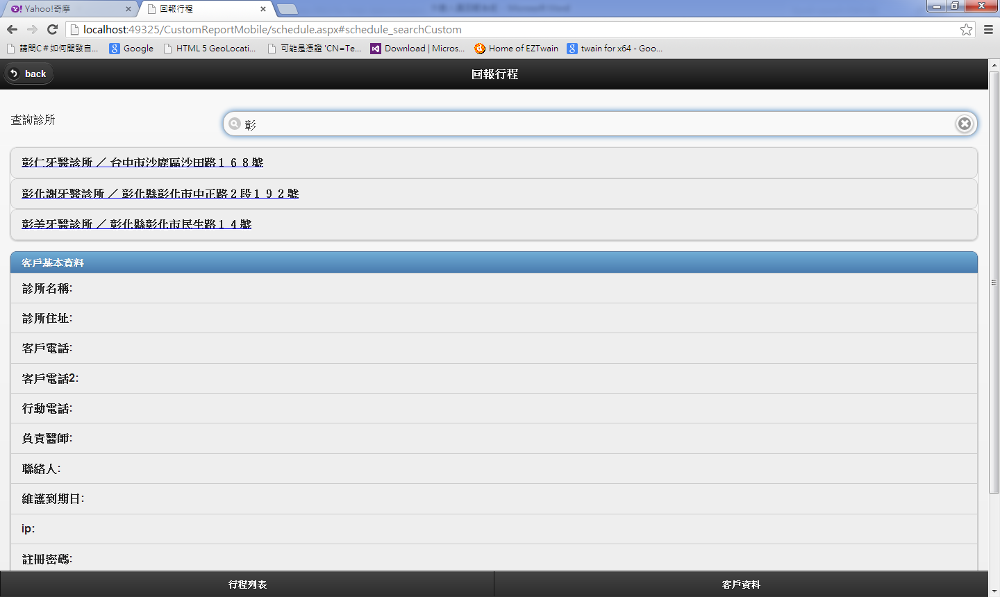 Yahoo!奇摩
回報行程
localhost:49325/CustomReportMobile/schedule.aspx#schedule_searchCustom
請問C＃如何開發自...
Google
HTML 5 GeoLocati...
可能是憑證 'CN=Te...
Download | Micros...
Home of EZTwain
twain for x64 - Goo...
back
回報行程
查詢診所
彰
彰仁牙醫診所 ／ 台中市沙鹿區沙田路１６８號
彰化謝牙醫診所 ／ 彰化縣彰化市中正路２段１９２號
彰美牙醫診所 ／ 彰化縣彰化市民生路１４號
客戶基本資料
診所名稱:
診所住址:
客戶電話:
客戶電話2:
行動電話:
負責醫師:
聯絡人:
維護到期日:
ip:
註冊密碼:
行程列表
客戶資料